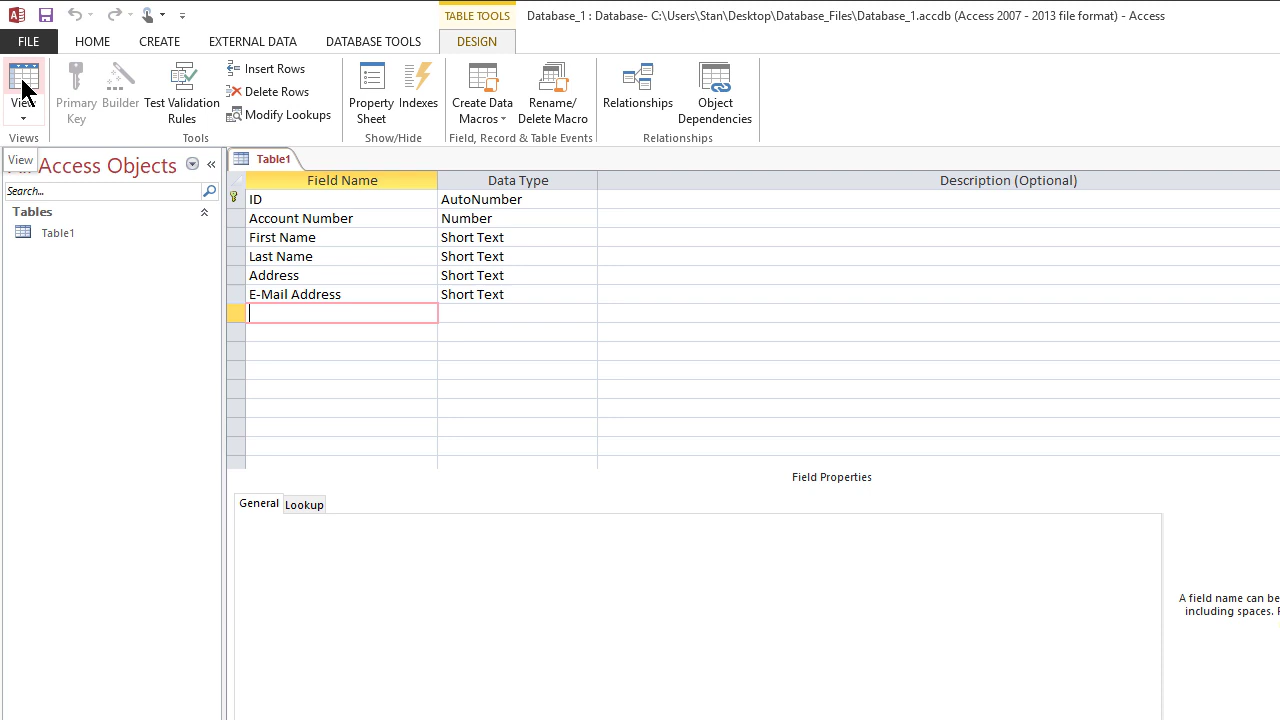 TABLE TOOLS
Database_1 : Database- C:\Users\Stan\Desktop\Database_Files\Database_1.accdb (Access 2007 - 2013 file format) - Access
FILE HOME CREATE EXTERNAL DATA DATABASE TOOLS DESIGN
View
Primary Key
Builder
Test Validation Rules
Insert Rows
Delete Rows
Modify Lookups
Property Sheet
Indexes
Create Data Macros
Rename/ Delete Macro
Relationships
Object Dependencies
Views Tools Show/Hide Field, Record & Table Events Relationships
View
Access Objects
Search...
Tables
Table1
Table1
Field Name Data Type Description (Optional)
ID AutoNumber
Account Number Number
First Name Short Text
Last Name Short Text
Address Short Text
E-Mail Address Short Text
Field Properties
General Lookup
A field name can be
including spaces.